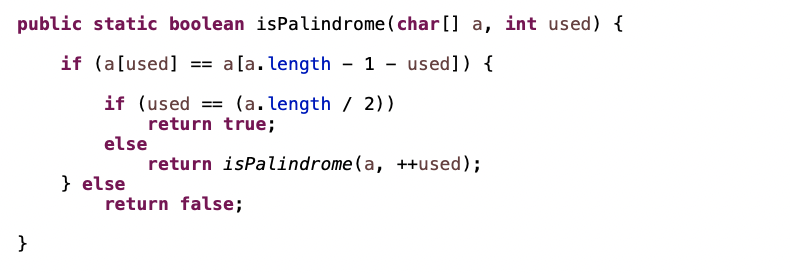 public static boolean isPalindrome(char[] a, int used) {
if (a[used] == a[a.length - 1 - used]) {
if (used == (a.length / 2))
return true;
else
return isPalindrome(a, ++used);
} else
return false;
}